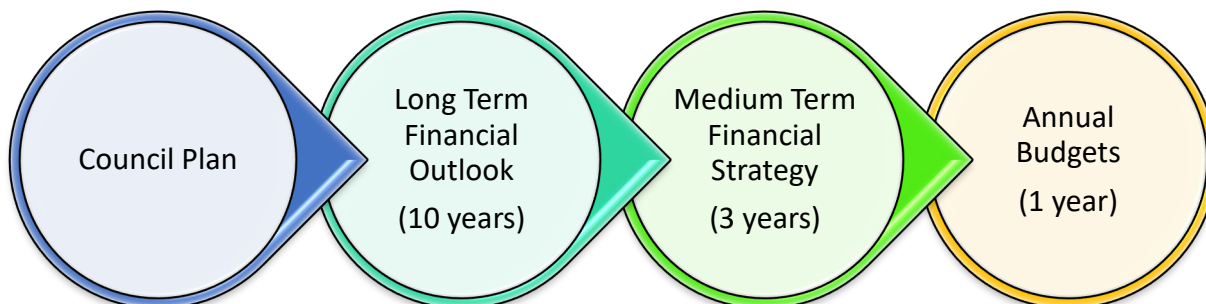 Council Plan
Long Term
Financial
Outlook
(10 years)
Medium Term
Financial
Strategy
(3 years)
Annual
Budgets
(1 year)